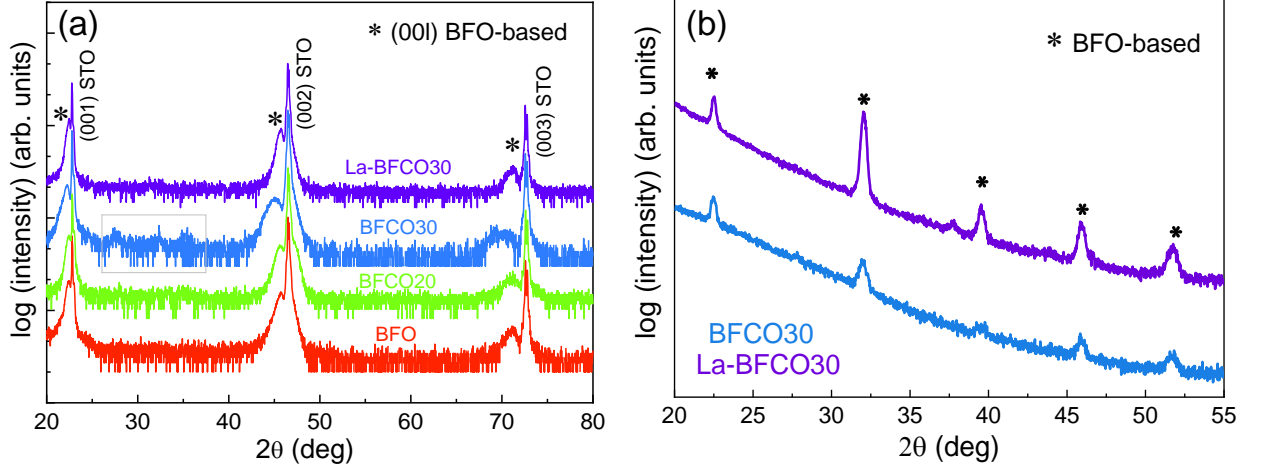 (a)
* (00l) BFO-based
(001) STO
(002) STO
(003) STO
*
*
*
La-BFCO30
BFCO30
BFCO20
BFO
log (intensity) (arb. units)
20 30 40 50 60 70 80
2θ (deg)
(b)
* BFO-based
*
*
*
*
*
BFCO30
La-BFCO30
log (intensity) (arb. units)
20 25 30 35 40 45 50 55
2θ (deg)